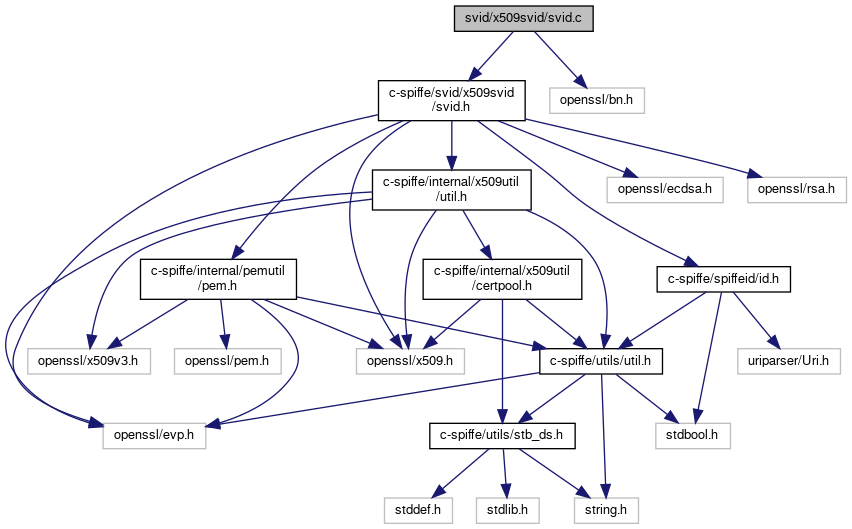 svid/x509svid/svid.c
c-spiffe/svid/x509svid
/svid.h
openssl/bn.h
c-spiffe/internal/x509util
/util.h
openssl/ecdsa.h
openssl/rsa.h
c-spiffe/internal/pemutil
/pem.h
c-spiffe/internal/x509util
/certpool.h
c-spiffe/spiffeid/id.h
openssl/x509v3.h
openssl/pem.h
openssl/x509.h
c-spiffe/utils/util.h
uriparser/Uri.h
openssl/evp.h
c-spiffe/utils/stb_ds.h
stdbool.h
stddef.h
stdlib.h
string.h